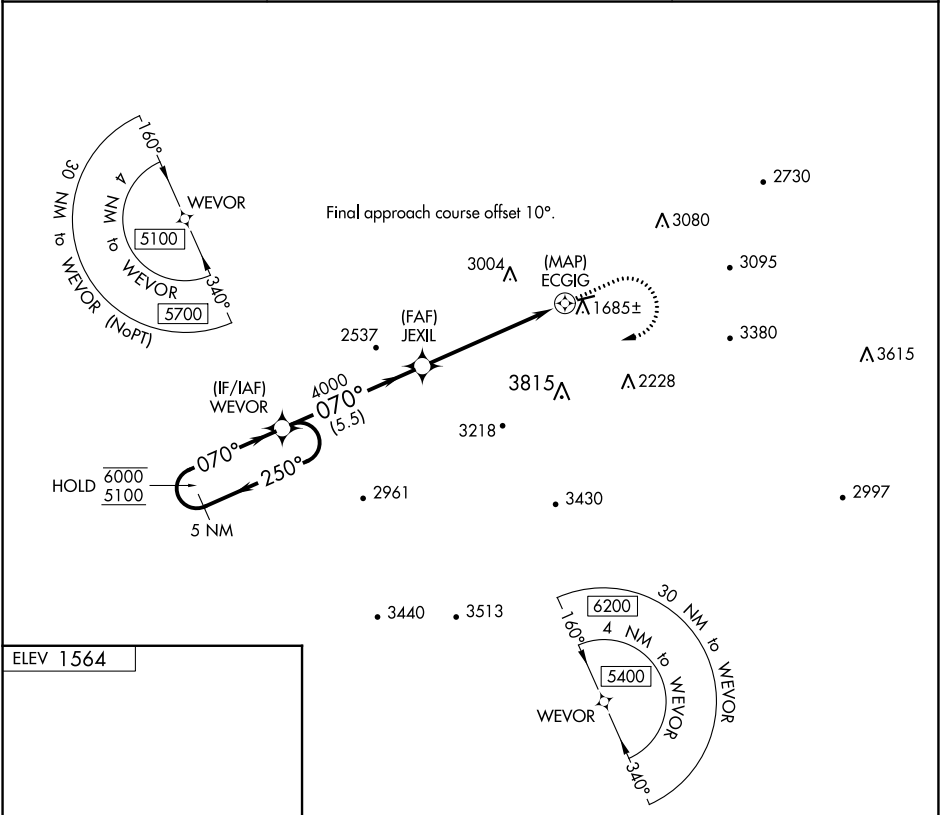 160°
30 NM to WEVOR (NoPT)
4 NM to WEVOR
WEVOR
5100
5700
340°
Final approach course offset 10°.
2730
3080
3095
3004
(MAP)
ECGIG
1685±
3380
3615
2537
(FAF)
JEXIL
3815
2228
(IF/IAF)
WEVOR
4000
070°
(5.5)
3218
070°
250°
HOLD 6000
5100
5 NM
2961
3430
2997
3440
3513
160°
6200
30 NM to WEVOR
4 NM to WEVOR
5400
WEVOR
340°
ELEV 1564